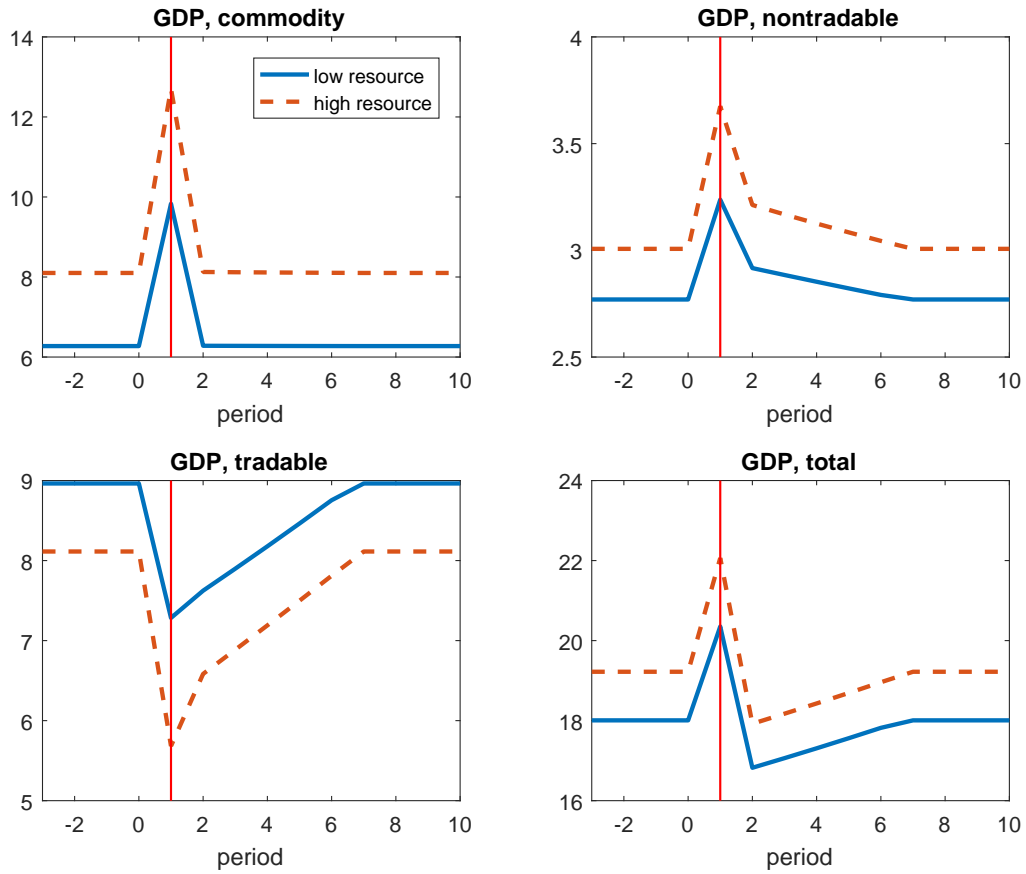 GDP, commodity
14
12
10
8
6
-2 0 2 4 6 8 10
period
low resource
high resource
GDP, nontradable
4
3.5
3
2.5
-2 0 2 4 6 8 10
period
GDP, tradable
9
8
7
6
5
-2 0 2 4 6 8 10
period
GDP, total
24
22
20
18
16
-2 0 2 4 6 8 10
period